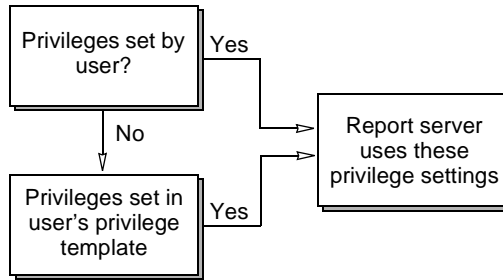 Privileges set by
user?
Yes
No
Privileges set in
user's privilege
template
Yes
Report server
uses these
privilege settings